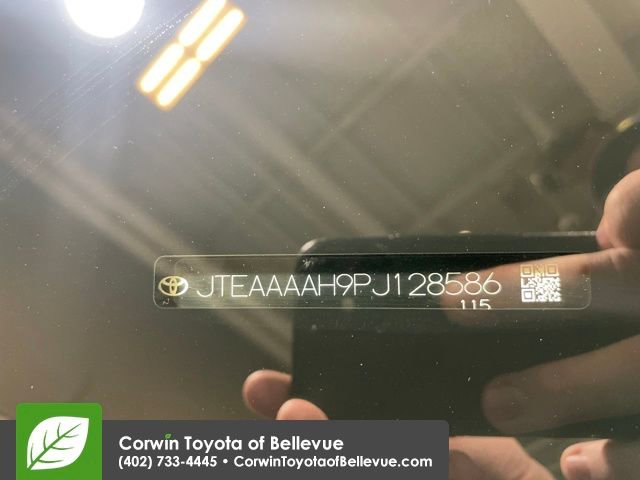 JTEAAAAH9PJ128586
115
Corwin Toyota of Bellevue
(402) 733-4445 • CorwinToyotaofBellevue.com